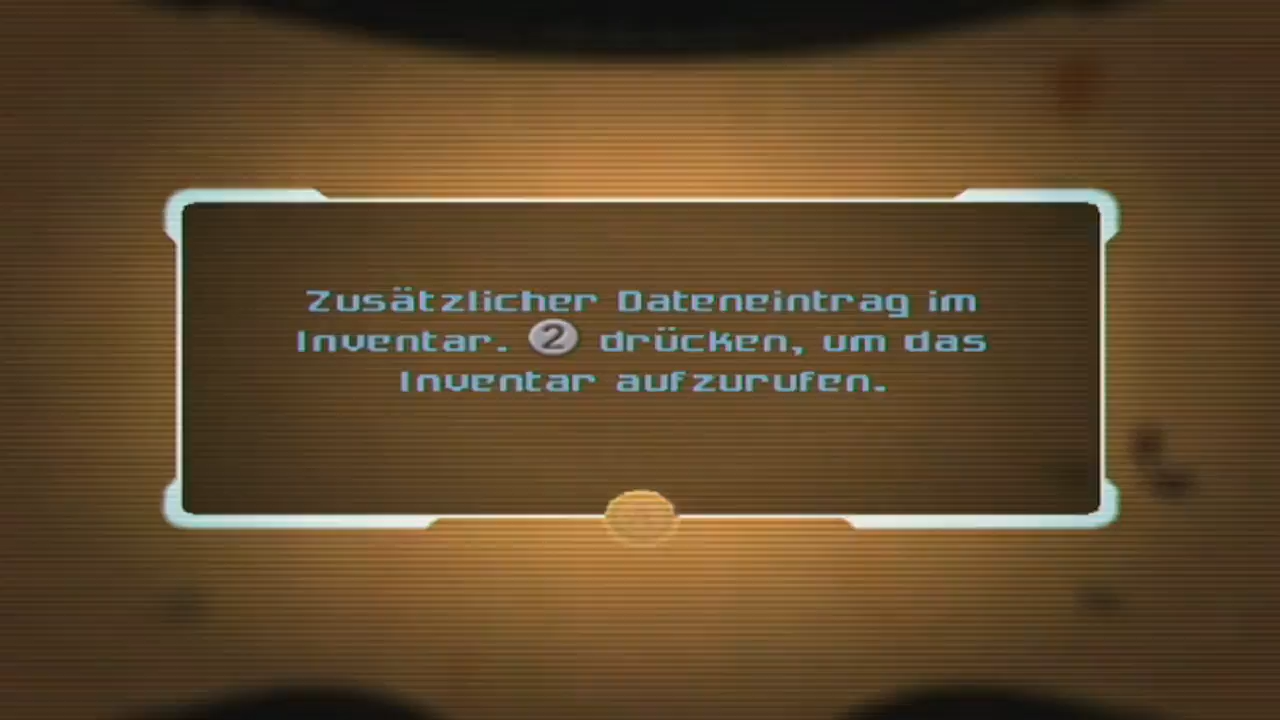 Zusätzlicher Dateneintrag im
Inventar. 2 drücken, um das
Inventar aufzurufen.